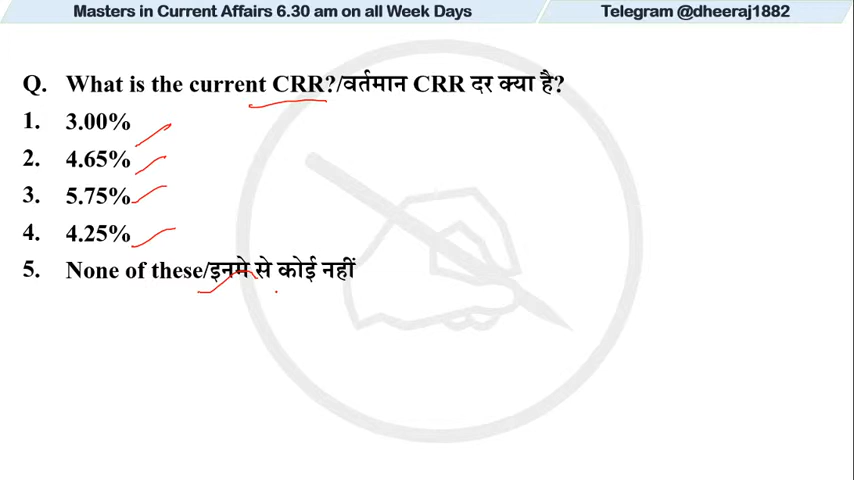 Masters in Current Affairs 6.30 am on all Week Days Telegram @dheeraj1882
Q. What is the current CRR?/वर्तमान CRR दर क्या है?
1. 3.00%
2. 4.65%
3. 5.75%
4. 4.25%
5. None of these/इनमे से कोई नहीं